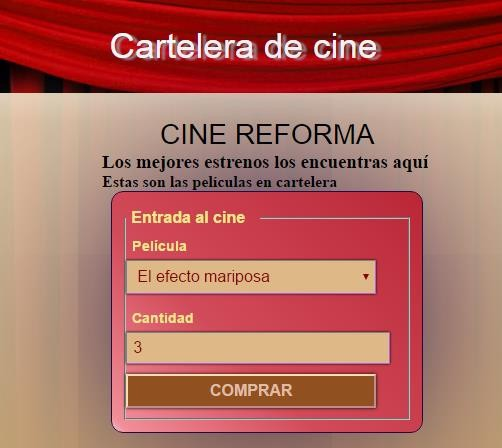 Cartelera de cine
CINE REFORMA
Los mejores estrenos los encuentras aquí
Estas son las películas en cartelera
Entrada al cine
Película
El efecto mariposa
Cantidad
3
COMPRAR